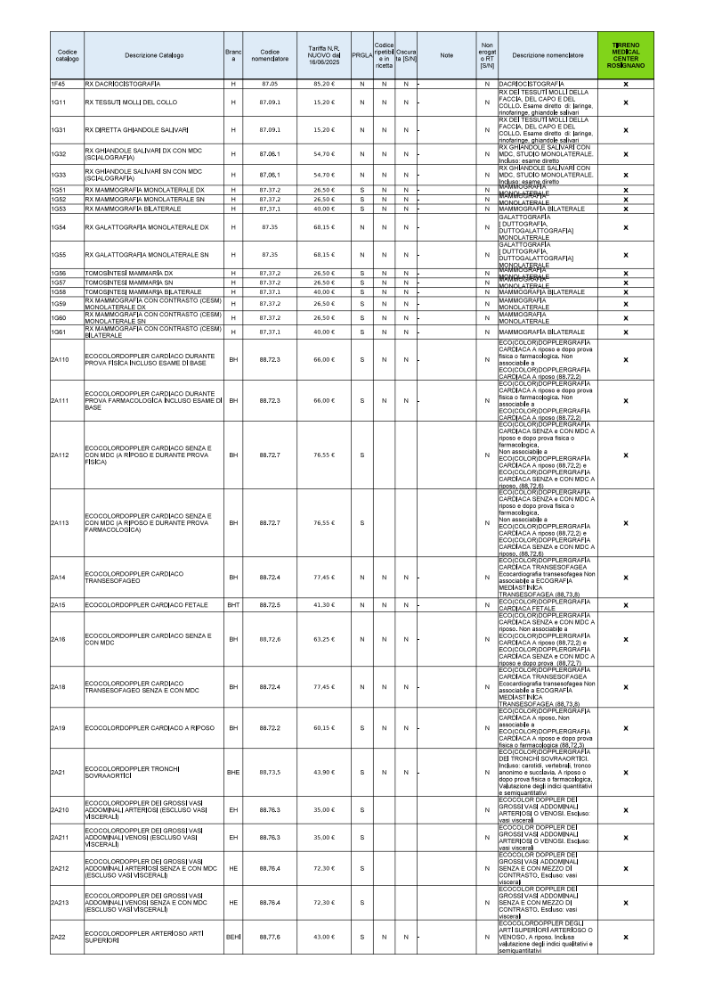 Codice catalogo Descrizione Catalogo Branc a Codice nomenclatore Tariffa N.R. NUOVO dal 16/06/2025 PRGLA Codice ripetibil e in ricetta Oscura ta [S/N] Note Non erogat o RT [S/N] Descrizione nomenclatore TIRRENO MEDICAL CENTER ROSIGNANO
1F45 RX DACRIOCISTOGRAFIA H 87.05 85,20 € N N N - N DACRIOCISTOGRAFIA X
1G11 RX TESSUTI MOLLI DEL COLLO H 87.09.1 15,20 € N N N - N RX DEI TESSUTI MOLLI DELLA FACCIA, DEL CAPO E DEL COLLO. Esame diretto di: laringe, rinofaringe, ghiandole salivari X
1G31 RX DIRETTA GHIANDOLE SALIVARI H 87.09.1 15,20 € N N N - N RX DEI TESSUTI MOLLI DELLA FACCIA, DEL CAPO E DEL COLLO. Esame diretto di: laringe, rinofaringe, ghiandole salivari X
1G32 RX GHIANDOLE SALIVARI DX CON MDC (SCIALOGRAFIA) H 87.06.1 54,70 € N N N - N RX GHIANDOLE SALIVARI CON MDC, STUDIO MONOLATERALE. Incluso: esame diretto X
1G33 RX GHIANDOLE SALIVARI SN CON MDC (SCIALOGRAFIA) H 87.06.1 54,70 € N N N - N RX GHIANDOLE SALIVARI CON MDC, STUDIO MONOLATERALE. Incluso: esame diretto X
1G51 RX MAMMOGRAFIA MONOLATERALE DX H 87.37.2 26,50 € S N N - N MAMMOGRAFIA MONOLATERALE X
1G52 RX MAMMOGRAFIA MONOLATERALE SN H 87.37.2 26,50 € S N N - N MAMMOGRAFIA MONOLATERALE X
1G53 RX MAMMOGRAFIA BILATERALE H 87.37.1 40,00 € S N N - N MAMMOGRAFIA BILATERALE X
1G54 RX GALATTOGRAFIA MONOLATERALE DX H 87.35 68,15 € S N N - N GALATTOGRAFIA [ DUTTOGRAFIA, DUTTOGALATTOGRAFIA] MONOLATERALE X
1G55 RX GALATTOGRAFIA MONOLATERALE SN H 87.35 68,15 € S N N - N GALATTOGRAFIA [ DUTTOGRAFIA, DUTTOGALATTOGRAFIA] MONOLATERALE X
1G56 TOMOSINTESI MAMMARIA DX H 87.37.2 26,50 € S N N - N MAMMOGRAFIA MONOLATERALE X
1G57 TOMOSINTESI MAMMARIA SN H 87.37.2 26,50 € S N N - N MAMMOGRAFIA MONOLATERALE X
1G58 TOMOSINTESI MAMMARIA BILATERALE H 87.37.1 40,00 € S N N - N MAMMOGRAFIA BILATERALE X
1G59 RX MAMMOGRAFIA CON CONTRASTO (CESM) MONOLATERALE DX H 87.37.2 26,50 € S N N - N MAMMOGRAFIA MONOLATERALE X
1G60 RX MAMMOGRAFIA CON CONTRASTO (CESM) MONOLATERALE SN H 87.37.2 26,50 € S N N - N MAMMOGRAFIA MONOLATERALE X
1G61 RX MAMMOGRAFIA CON CONTRASTO (CESM) BILATERALE H 87.37.1 40,00 € S N N - N MAMMOGRAFIA BILATERALE X
2A110 ECOCOLORDOPPLER CARDIACO DURANTE PROVA FISICA INCLUSO ESAME DI BASE BH 88.72.3 66,00 € S N N - N ECO(COLOR)DOPPLERGRAFIA CARDIACA A riposo e dopo prova fisica o farmacologica. Non associabile a ECO(COLOR)DOPPLERGRAFIA CARDIACA A riposo (88.72.2) X
2A111 ECOCOLORDOPPLER CARDIACO DURANTE PROVA FARMACOLOGICA INCLUSO ESAME DI BASE BH 88.72.3 66,00 € S N N - N ECO(COLOR)DOPPLERGRAFIA CARDIACA A riposo e dopo prova fisica o farmacologica. Non associabile a ECO(COLOR)DOPPLERGRAFIA CARDIACA A riposo (88.72.2) X
2A112 ECOCOLORDOPPLER CARDIACO SENZA E CON MDC (A RIPOSO E DURANTE PROVA FISICA) BH 88.72.7 76,55 € S N ECO(COLOR)DOPPLERGRAFIA CARDIACA SENZA e CON MDC A riposo e dopo prova fisica o farmacologica. Non associabile a ECO(COLOR)DOPPLERGRAFIA CARDIACA A riposo (88.72.2) e ECO(COLOR)DOPPLERGRAFIA CARDIACA SENZA e CON MDC A riposo. (88.72.6) X
2A113 ECOCOLORDOPPLER CARDIACO SENZA E CON MDC (A RIPOSO E DURANTE PROVA FARMACOLOGICA) BH 88.72.7 76,55 € S N ECO(COLOR)DOPPLERGRAFIA CARDIACA SENZA e CON MDC A riposo e dopo prova fisica o farmacologica. Non associabile a ECO(COLOR)DOPPLERGRAFIA CARDIACA A riposo (88.72.2) e ECO(COLOR)DOPPLERGRAFIA CARDIACA SENZA e CON MDC A riposo. (88.72.6) X
2A14 ECOCOLORDOPPLER CARDIACO TRANSESOFAGEO BH 88.72.4 77,45 € N N N - N ECO(COLOR)DOPPLERGRAFIA CARDIACA TRANSESOFAGEA Ecocardiografia transesofagea Non associabile a ECOGRAFIA MEDIASTINICA TRANSESOFAGEA (88.73.8) X
2A15 ECOCOLORDOPPLER CARDIACO FETALE BHT 88.72.5 41,30 € N N N - N ECO(COLOR)DOPPLERGRAFIA CARDIACA FETALE X
2A16 ECOCOLORDOPPLER CARDIACO SENZA E CON MDC BH 88.72.6 63,25 € N N N - N ECO(COLOR)DOPPLERGRAFIA CARDIACA SENZA e CON MDC A riposo. Non associabile a ECO(COLOR)DOPPLERGRAFIA CARDIACA A riposo (88.72.2) e ECO(COLOR)DOPPLERGRAFIA CARDIACA SENZA e CON MDC A riposo e dopo prova (88.72.7) X
2A18 ECOCOLORDOPPLER CARDIACO TRANSESOFAGEO SENZA E CON MDC BH 88.72.4 77,45 € N N N - N ECO(COLOR)DOPPLERGRAFIA CARDIACA TRANSESOFAGEA Ecocardiografia transesofagea Non associabile a ECOGRAFIA MEDIASTINICA TRANSESOFAGEA (88.73.8) X
2A19 ECOCOLORDOPPLER CARDIACO A RIPOSO BH 88.72.2 60,15 € S N N - N ECO(COLOR)DOPPLERGRAFIA CARDIACA A riposo. Non associabile a ECO(COLOR)DOPPLERGRAFIA CARDIACA A riposo e dopo prova fisica o farmacologica (88.72.3) X
2A21 ECOCOLORDOPPLER TRONCHI SOVRAAORTICI BHE 88.73.5 43,90 € S N N - N ECO(COLOR)DOPPLERGRAFIA DEI TRONCHI SOVRAAORTICI. Incluso: carotidi, vertebrali, tronco anonimo e succlavia. A riposo o dopo prova fisica o farmacologica. Valutazione degli indici quantitativi e semiquantitativi X
2A210 ECOCOLORDOPPLER DEI GROSSI VASI ADDOMINALI ARTERIOSI (ESCLUSO VASI VISCERALI) EH 88.76.3 35,00 € S N ECOCOLOR DOPPLER DEI GROSSI VASI ADDOMINALI ARTERIOSI O VENOSI. Escluso: vasi viscerali X
2A211 ECOCOLORDOPPLER DEI GROSSI VASI ADDOMINALI VENOSI (ESCLUSO VASI VISCERALI) EH 88.76.3 35,00 € S N ECOCOLOR DOPPLER DEI GROSSI VASI ADDOMINALI ARTERIOSI O VENOSI. Escluso: vasi viscerali X
2A212 ECOCOLORDOPPLER DEI GROSSI VASI ADDOMINALI ARTERIOSI SENZA E CON MDC (ESCLUSO VASI VISCERALI) HE 88.76.4 72,30 € S N ECOCOLOR DOPPLER DEI GROSSI VASI ADDOMINALI SENZA E CON MEZZO DI CONTRASTO. Escluso: vasi viscerali X
2A213 ECOCOLORDOPPLER DEI GROSSI VASI ADDOMINALI VENOSI SENZA E CON MDC (ESCLUSO VASI VISCERALI) HE 88.76.4 72,30 € S N ECOCOLOR DOPPLER DEI GROSSI VASI ADDOMINALI SENZA E CON MEZZO DI CONTRASTO. Escluso: vasi viscerali X
2A22 ECOCOLORDOPPLER ARTERIOSO ARTI SUPERIORI BEHI 88.77.6 43,00 € S N N - N ECOCOLORDOPPLER DEGLI ARTI SUPERIORI ARTERIOSO O VENOSO. A riposo. Inclusa valutazione degli indici qualitativi e semiquantitativi X